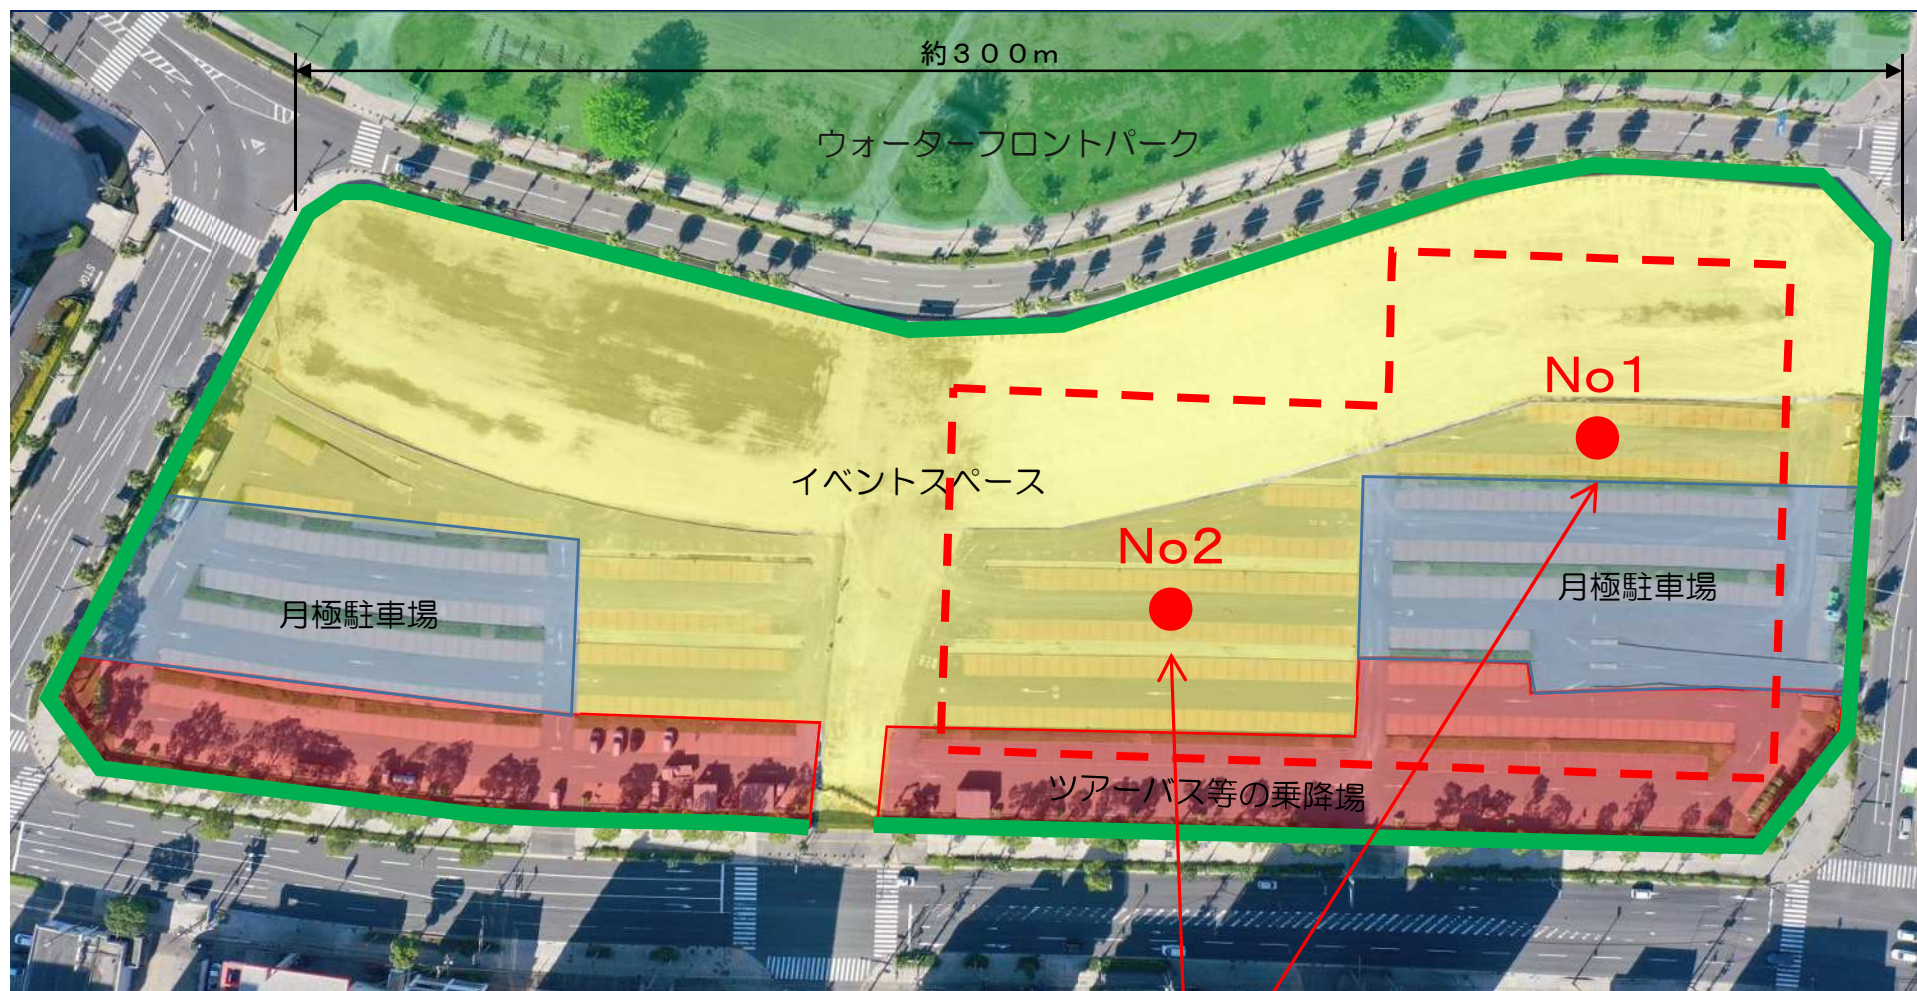 約３００ｍ
ウォーターフロントパーク
No1
イベントスペース
No2
月極駐車場
月極駐車場
ツアーバス等の乗降場
STOP